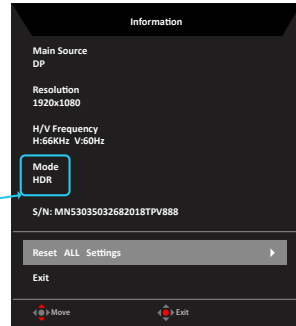 Information
Main Source
DP
Resolution
1920x1080
H/V Frequency
H:66KHz V:60Hz
Mode
HDR
S/N: MN53035032682018TPV888
Reset ALL Settings
Exit
Move Exit